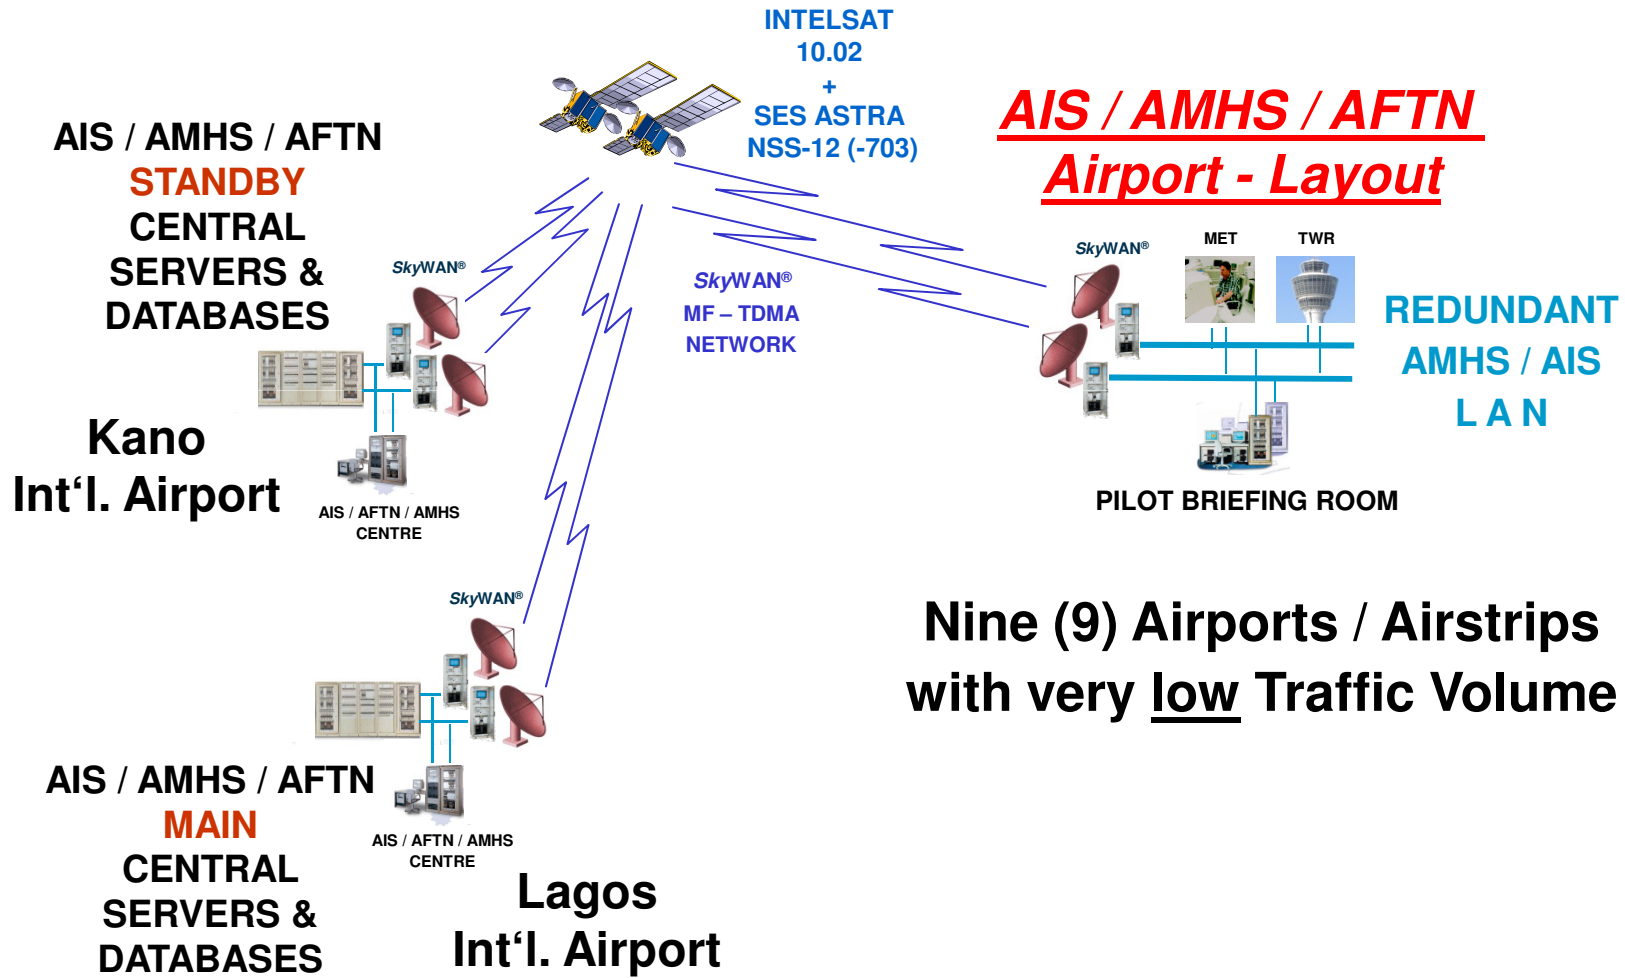 INTELSAT
10.02
+
SES ASTRA
NSS-12 (-703)
AIS / AMHS / AFTN
Airport - Layout
AIS / AMHS / AFTN
STANDBY
CENTRAL
SERVERS &
DATABASES
SkyWAN®
Kano
Int‘l. Airport
AIS / AFTN / AMHS
CENTRE
SkyWAN®
MF – TDMA
NETWORK
SkyWAN®
MET
TWR
REDUNDANT
AMHS / AIS
L A N
PILOT BRIEFING ROOM
Nine (9) Airports / Airstrips
with very low Traffic Volume
SkyWAN®
AIS / AMHS / AFTN
MAIN
CENTRAL
SERVERS &
DATABASES
AIS / AFTN / AMHS
CENTRE
Lagos
Int‘l. Airport